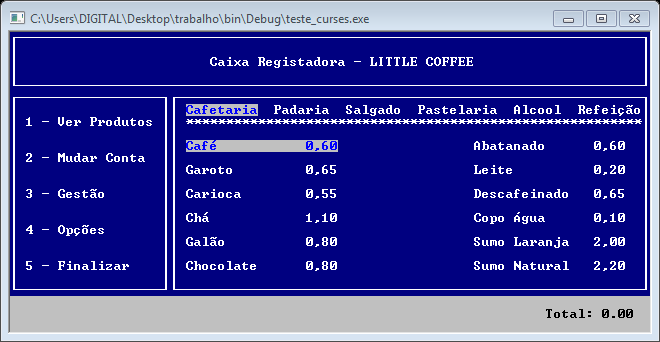 C:\Users\DIGITAL\Desktop\trabalho\bin\Debug\teste_curses.exe
Caixa Registadora - LITTLE COFFEE
1 - Ver Produtos
2 - Mudar Conta
3 - Gestão
4 - Opções
5 - Finalizar
Cafetaria Padaria Salgado Pastelaria Alcool Refeição
*********************************************************
Café 0,60 Abatanado 0,60
Garoto 0,65 Leite 0,20
Carioca 0,55 Descafeinado 0,65
Chá 1,10 Copo água 0,10
Galão 0,80 Sumo Laranja 2,00
Chocolate 0,80 Sumo Natural 2,20
Total: 0.00